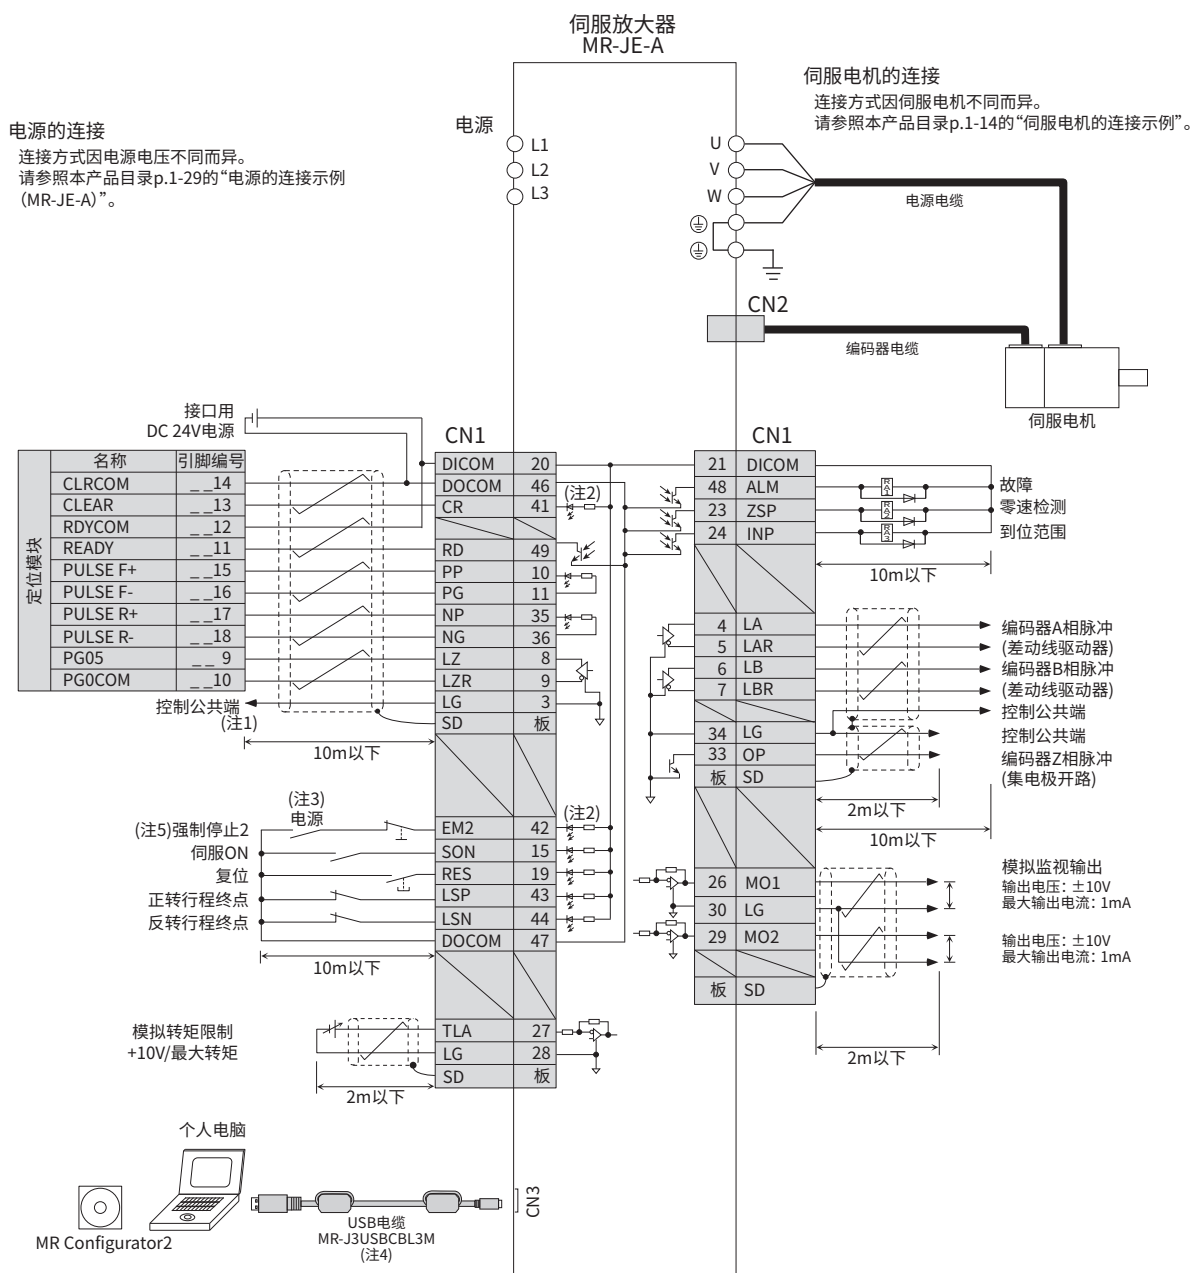 伺服放大器
MR-JE-A
伺服电机的连接
连接方式因伺服电机不同而异。
请参照本产品目录p.1-14的“伺服电机的连接示例”。
电源的连接
连接方式因电源电压不同而异。
请参照本产品目录p.1-29的“电源的连接示例
(MR-JE-A)”。
电源
L1
L2
L3
U
V
W
电源电缆
CN2
编码器电缆
伺服电机
接口用
DC 24V电源
定位模块
名称 引脚编号
CLRCOM _ _14
CLEAR _ _13
RDYCOM _ _12
READY _ _11
PULSE F+ _ _15
PULSE F- _ _16
PULSE R+ _ _17
PULSE R- _ _18
PG05 _ _ 9
PG0COM _ _10
控制公共端
(注1)
10m以下
CN1
DICOM 20
DOCOM 46
CR 41
(注2)
RD 49
PP 10
PG 11
NP 35
NG 36
LZ 8
LZR 9
LG 3
SD 板
(注3)
电源
(注2)
(注5)强制停止2
EM2 42
伺服ON
SON 15
复位
RES 19
正转行程终点
LSP 43
反转行程终点
LSN 44
DOCOM 47
10m以下
模拟转矩限制
+10V/最大转矩
TLA 27
LG 28
SD 板
2m以下
CN1
21 DICOM
48 ALM
RA1
故障
23 ZSP
RA2
零速检测
24 INP
RA3
到位范围
10m以下
4 LA
5 LAR
6 LB
7 LBR
34 LG
33 OP
板 SD
编码器A相脉冲
(差动线驱动器)
编码器B相脉冲
(差动线驱动器)
控制公共端
控制公共端
编码器Z相脉冲
(集电极开路)
2m以下
10m以下
26 MO1
30 LG
29 MO2
板 SD
模拟监视输出
输出电压：±10V
最大输出电流：1mA
输出电压：±10V
最大输出电流：1mA
2m以下
个人电脑
MR Configurator2
USB电缆
MR-J3USBCBL3M
(注4)
CN3